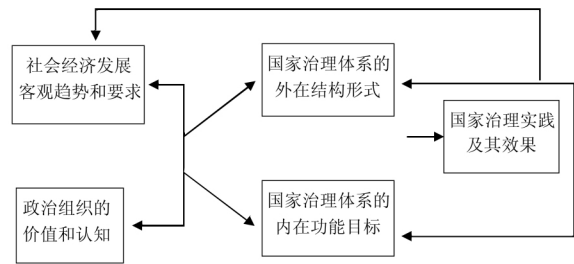 社会经济发展
客观趋势和要求
国家治理体系的
外在结构形式
国家治理实践
及其效果
政治组织的
价值和认知
国家治理体系的
内在功能目标